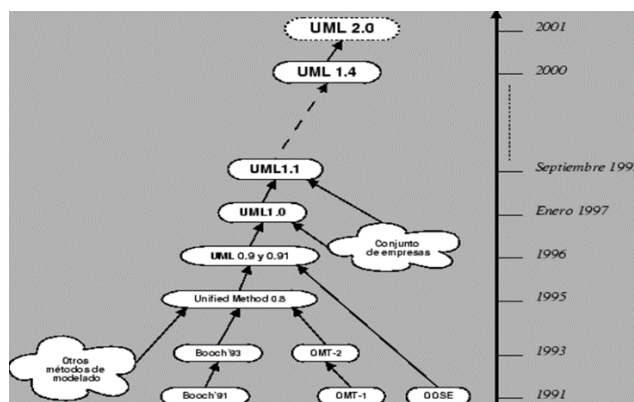 UML 2.0
2001
UML 1.4
2000
UML1.1
Septiembre 199
UML1.0
Enero 1997
Conjunto
de empresas
UML 0.9 y 0.91
1996
Unified Method 0.8
1995
Otros
métodos de
modelado
Booch'93
OMT-2
1993
Booch'91
OMT-1
OOSE
1991